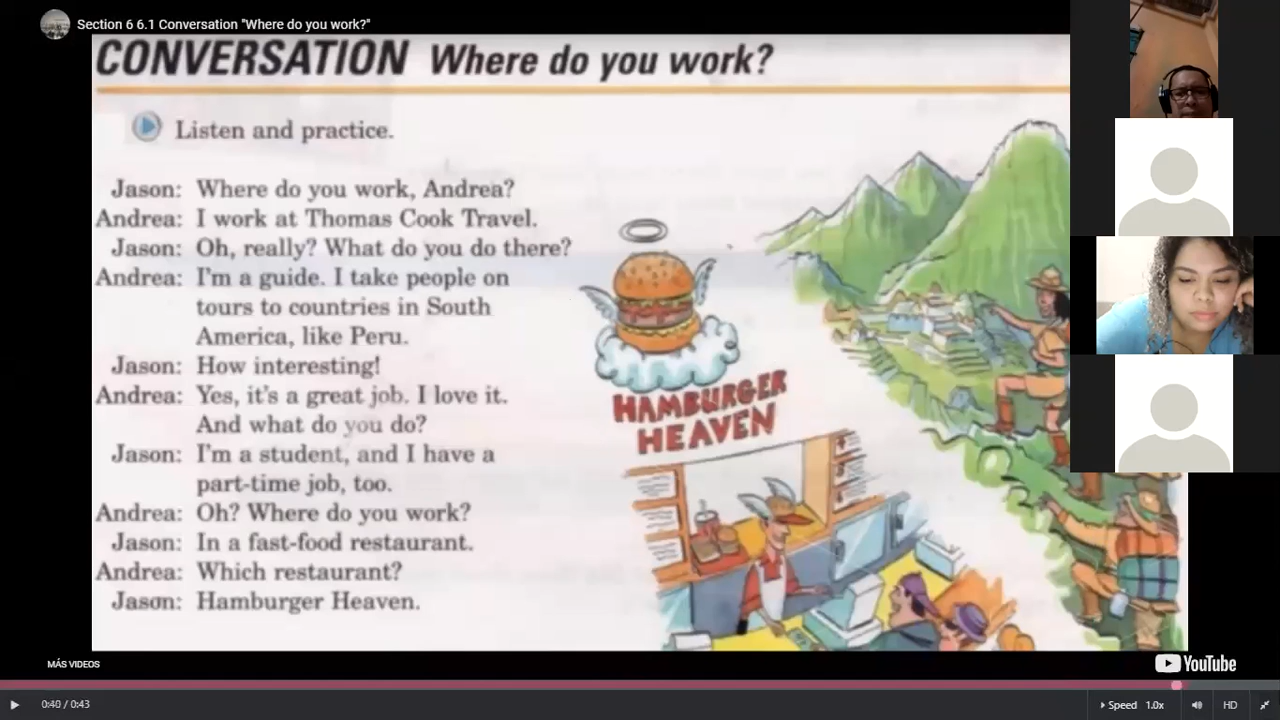 Section 6 6.1 Conversation "Where do you work?"
CONVERSATION Where do you work?
Listen and practice.
Jason: Where do you work, Andrea?
Andrea: I work at Thomas Cook Travel.
Jason: Oh, really? What do you do there?
Andrea: I'm a guide. I take people on
tours to countries in South
America, like Peru.
Jason: How interesting!
Andrea: Yes, it's a great job. I love it.
And what do you do?
Jason: I'm a student, and I have a
part-time job, too.
Andrea: Oh? Where do you work?
Jason: In a fast-food restaurant.
Andrea: Which restaurant?
Jason: Hamburger Heaven.
HAMBURGER
HEAVEN
MÁS VIDEOS
YouTube
0:40 / 0:43
Speed 1.0x
HD